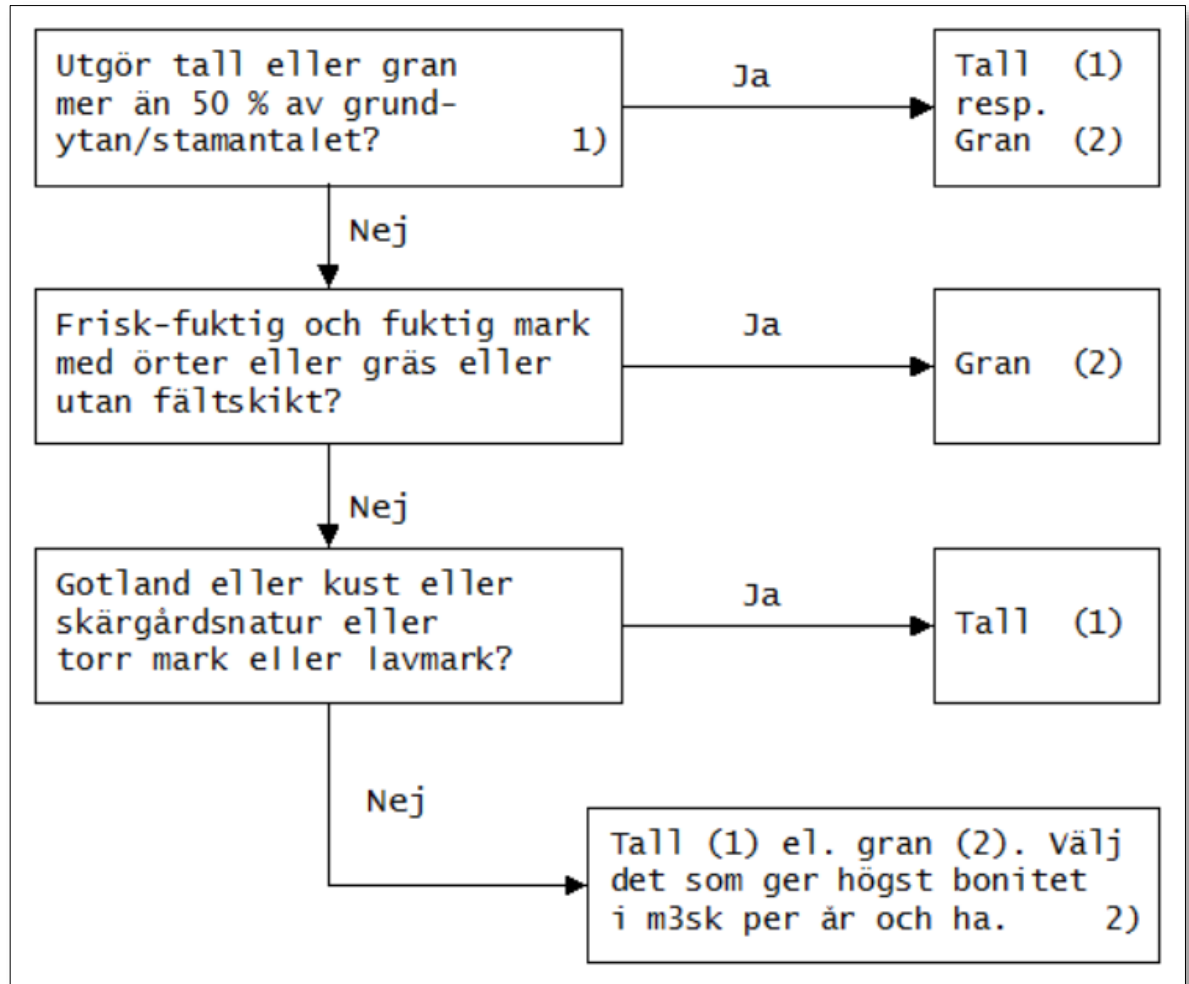 Utgör tall eller gran
mer än 50 % av grund-
ytan/stamantalet? 1)
Ja
Tall (1)
resp.
Gran (2)
Nej
Frisk-fuktig och fuktig mark
med örter eller gräs eller
utan fältskikt?
Ja
Gran (2)
Nej
Gotland eller kust eller
skärgårdsnatur eller
torr mark eller lavmark?
Ja
Tall (1)
Nej
Tall (1) el. gran (2). Välj
det som ger högst bonitet
i m3sk per år och ha. 2)